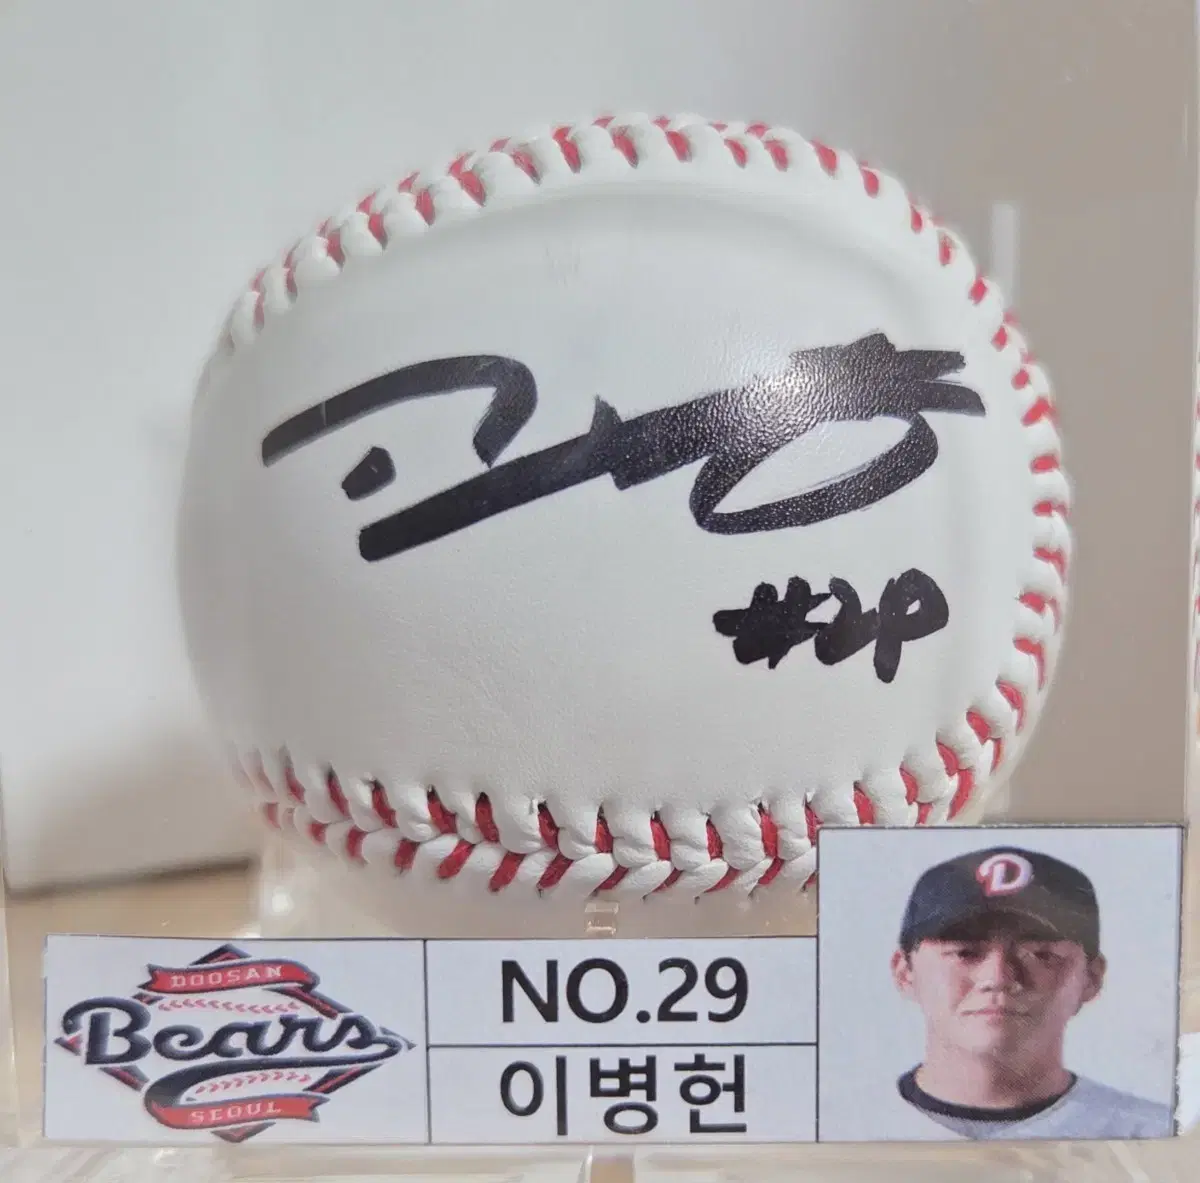 #29
DOOSAN
Bears
SEOUL
NO.29
이병헌
D